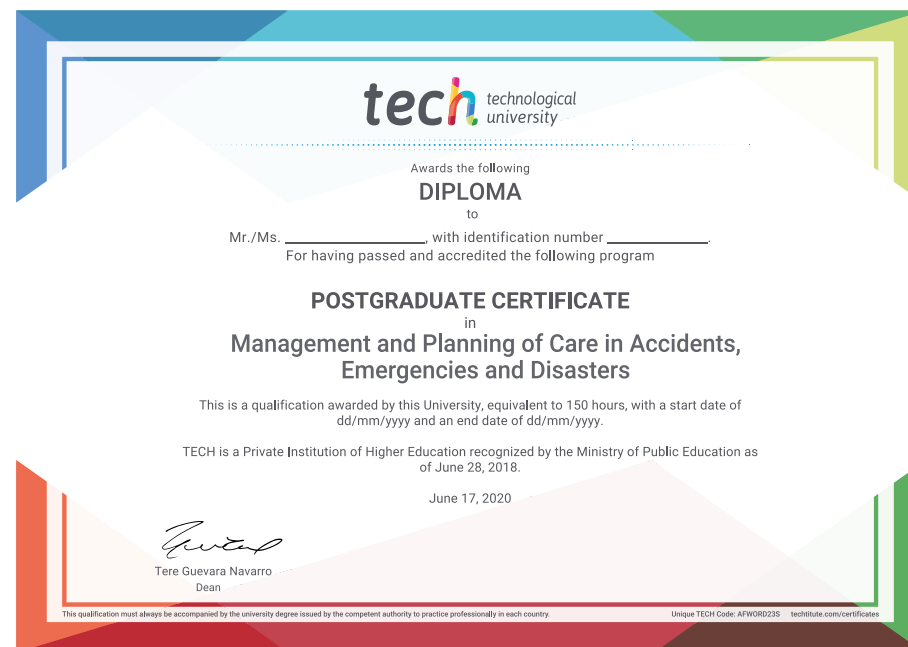 tech technological
university
Awards the following
DIPLOMA
to
Mr./Ms. ____________________, with identification number ______________.
For having passed and accredited the following program
POSTGRADUATE CERTIFICATE
in
Management and Planning of Care in Accidents,
Emergencies and Disasters
This is a qualification awarded by this University, equivalent to 150 hours, with a start date of
dd/mm/yyyy and an end date of dd/mm/yyyy.
TECH is a Private Institution of Higher Education recognized by the Ministry of Public Education as
of June 28, 2018.
June 17, 2020
Tere Guevara Navarro
Dean
This qualification must always be accompanied by the university degree issued by the competent authority to practice professionally in each country. Unique TECH Code: AFWORD23S techtitute.com/certificates